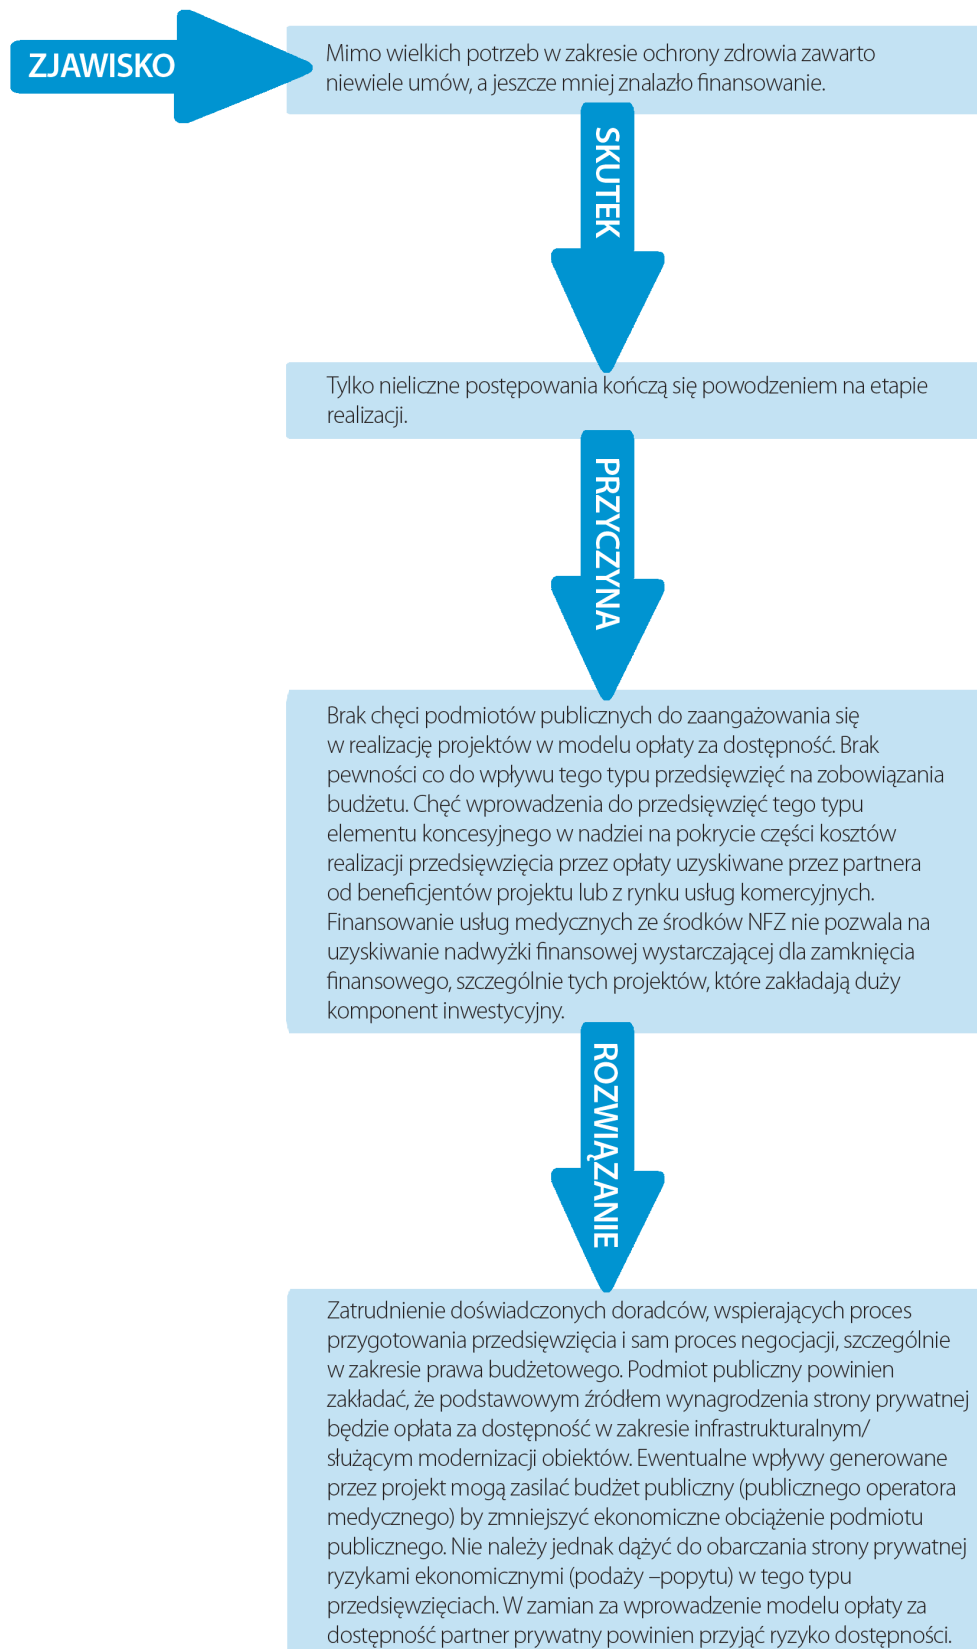 ZJAWISKO
Mimo wielkich potrzeb w zakresie ochrony zdrowia zawarto
niewiele umów, a jeszcze mniej znalazło finansowanie.
SKUTEK
Tylko nieliczne postępowania kończą się powodzeniem na etapie
realizacji.
PRZYCZYNA
Brak chęci podmiotów publicznych do zaangażowania się
w realizację projektów w modelu opłaty za dostępność. Brak
pewności co do wpływu tego typu przedsięwzięć na zobowiązania
budżetu. Chęć wprowadzenia do przedsięwzięć tego typu
elementu koncesyjnego w nadziei na pokrycie części kosztów
realizacji przedsięwzięcia przez opłaty uzyskiwane przez partnera
od beneficjentów projektu lub z rynku usług komercyjnych.
Finansowanie usług medycznych ze środków NFZ nie pozwala na
uzyskiwanie nadwyżki finansowej wystarczającej dla zamknięcia
finansowego, szczególnie tych projektów, które zakładają duży
komponent inwestycyjny.
ROZWIĄZANIE
Zatrudnienie doświadczonych doradców, wspierających proces
przygotowania przedsięwzięcia i sam proces negocjacji, szczególnie
w zakresie prawa budżetowego. Podmiot publiczny powinien
zakładać, że podstawowym źródłem wynagrodzenia strony prywatnej
będzie opłata za dostępność w zakresie infrastrukturalnym/
służącym modernizacji obiektów. Ewentualne wpływy generowane
przez projekt mogą zasilać budżet publiczny (publicznego operatora
medycznego) by zmniejszyć ekonomiczne obciążenie podmiotu
publicznego. Nie należy jednak dążyć do obarczania strony prywatnej
ryzykami ekonomicznymi (podaży –popytu) w tego typu
przedsięwzięciach. W zamian za wprowadzenie modelu opłaty za
dostępność partner prywatny powinien przyjąć ryzyko dostępności.